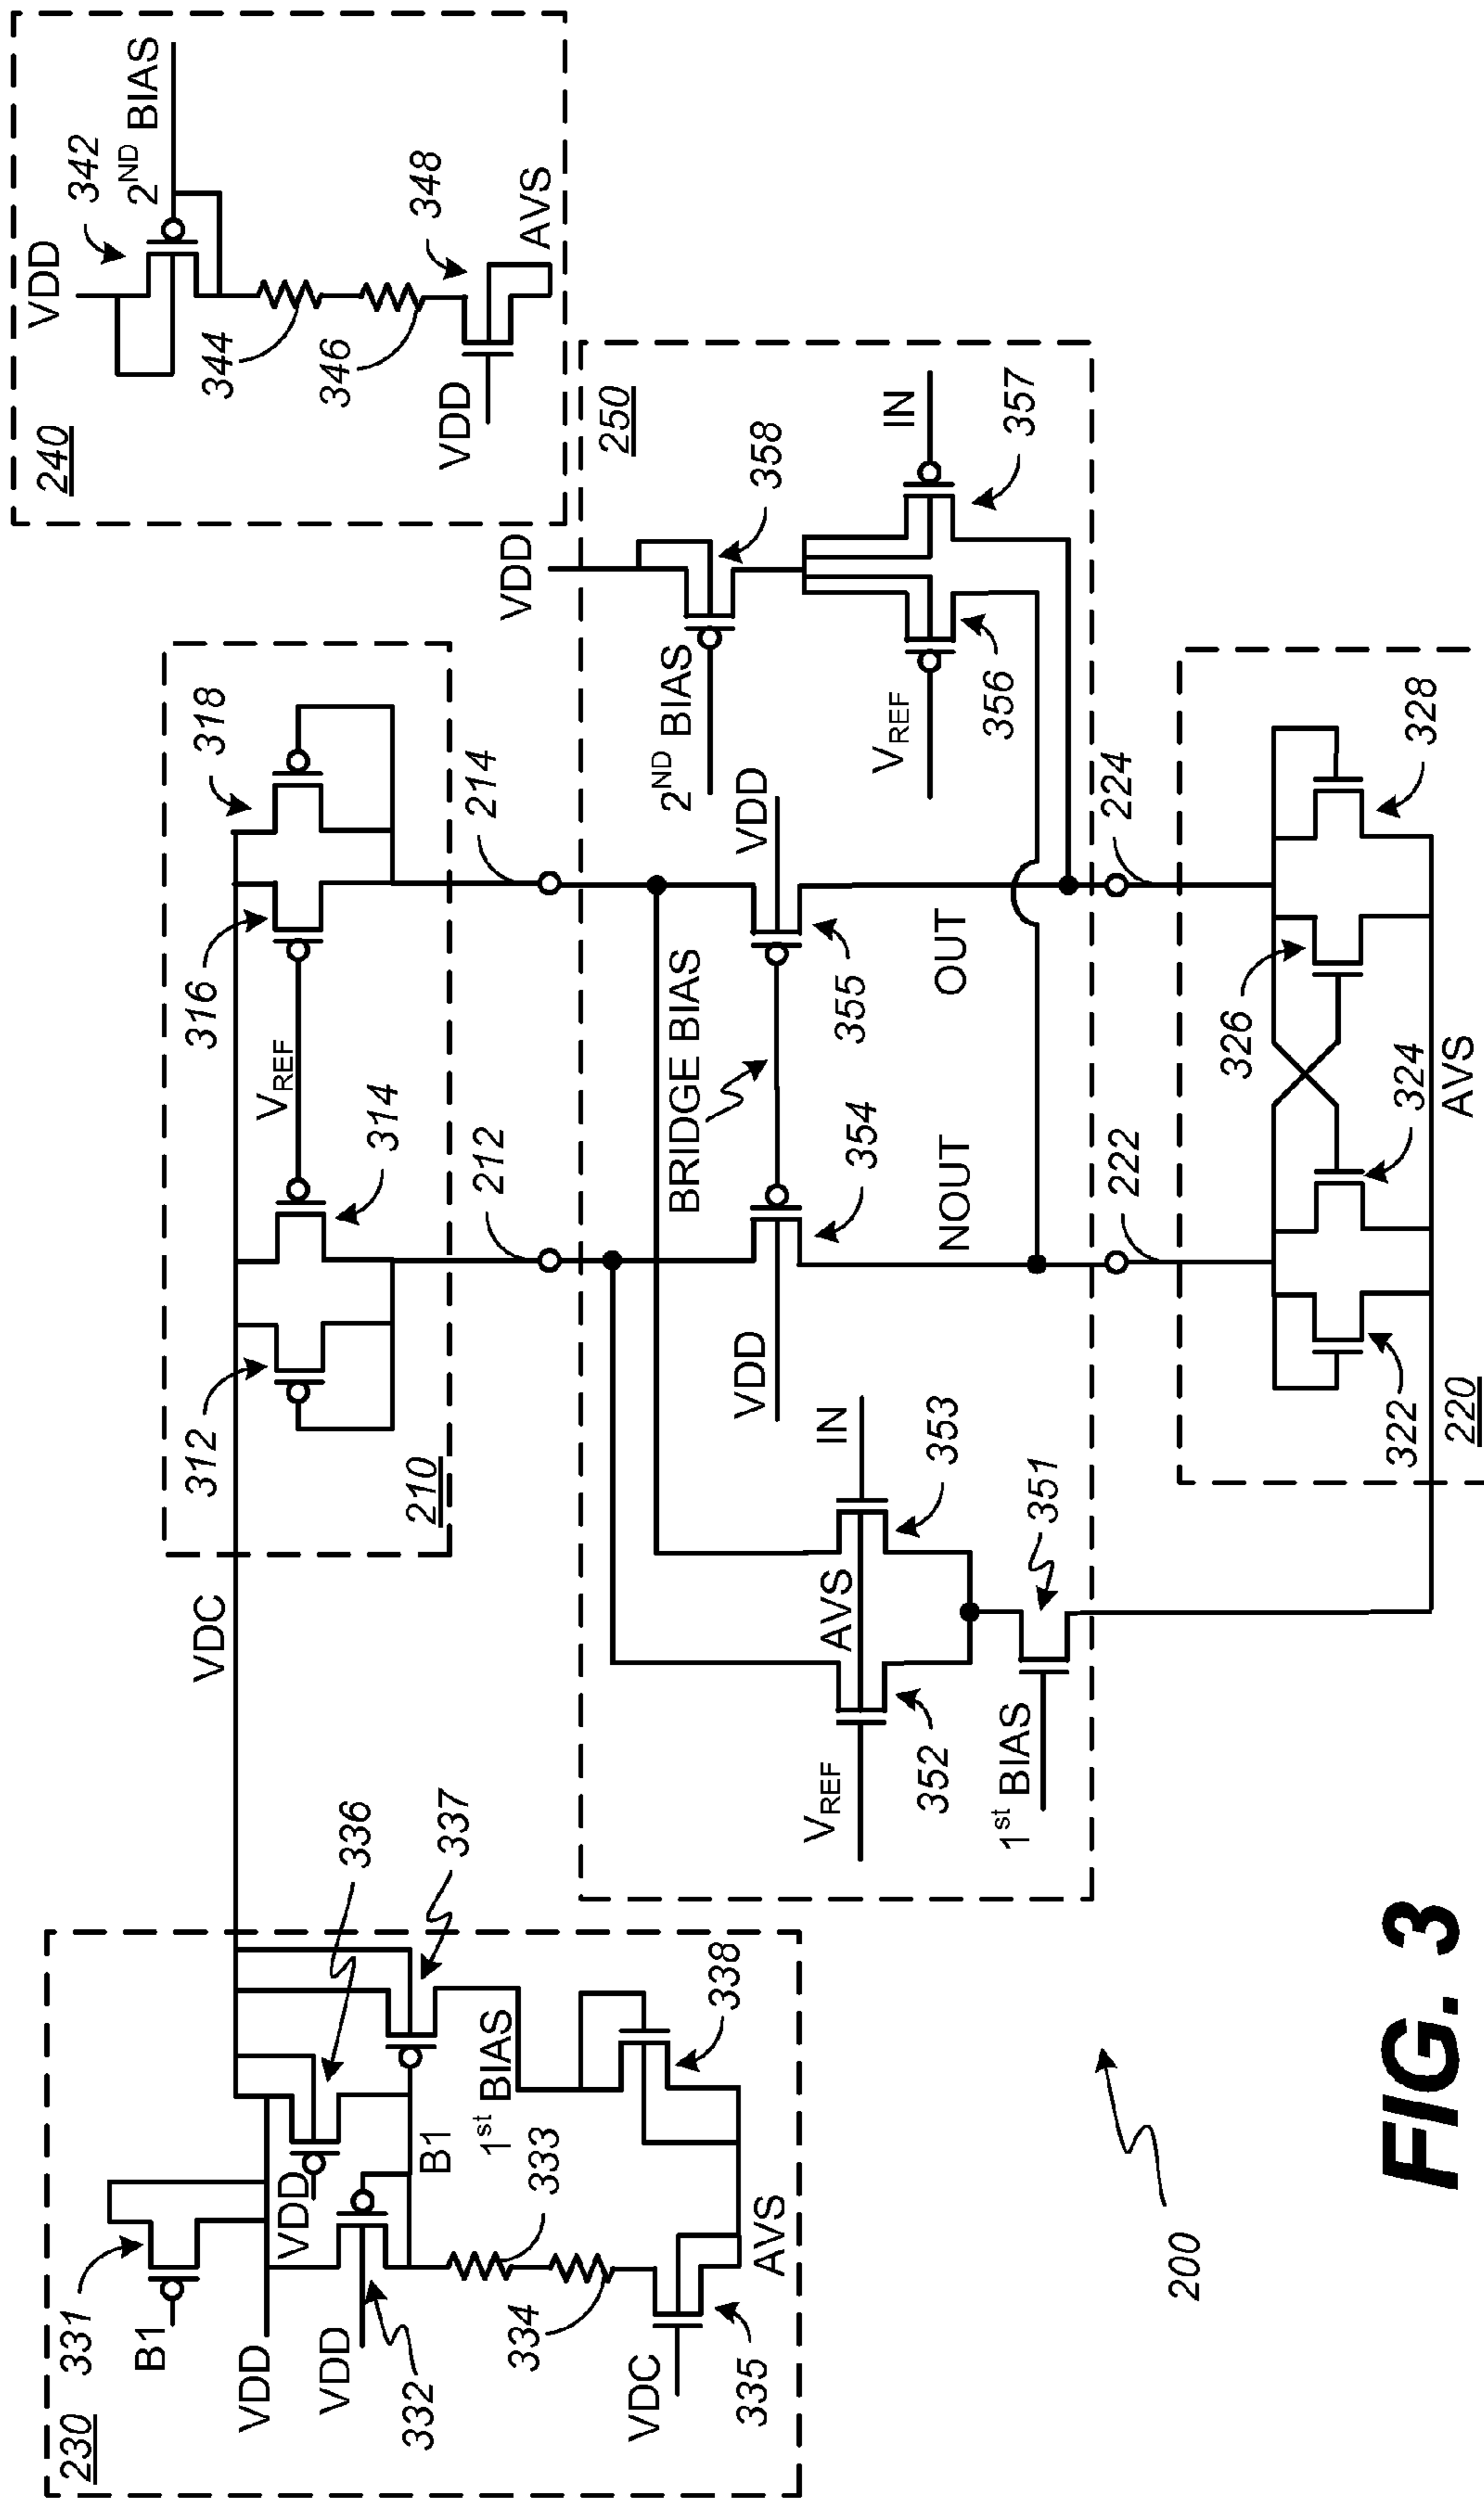 240
VDD
342
2ND BIAS
344
346
348
VDD
AVS
230
331
B1
VDD
VDD
VDD
332
336
337
B1
1st BIAS
333
334
338
VDC
335
AVS
VDC
210
312
314
316
318
VREF
212
214
250
VDD
358
2ND BIAS
BRIDGE BIAS
VDD
VDD
354
355
VREF
IN
356
357
IN
AVS
353
VREF
352
351
1st BIAS
NOUT
OUT
222
224
220
322
324
326
328
AVS
200
FIG. 3